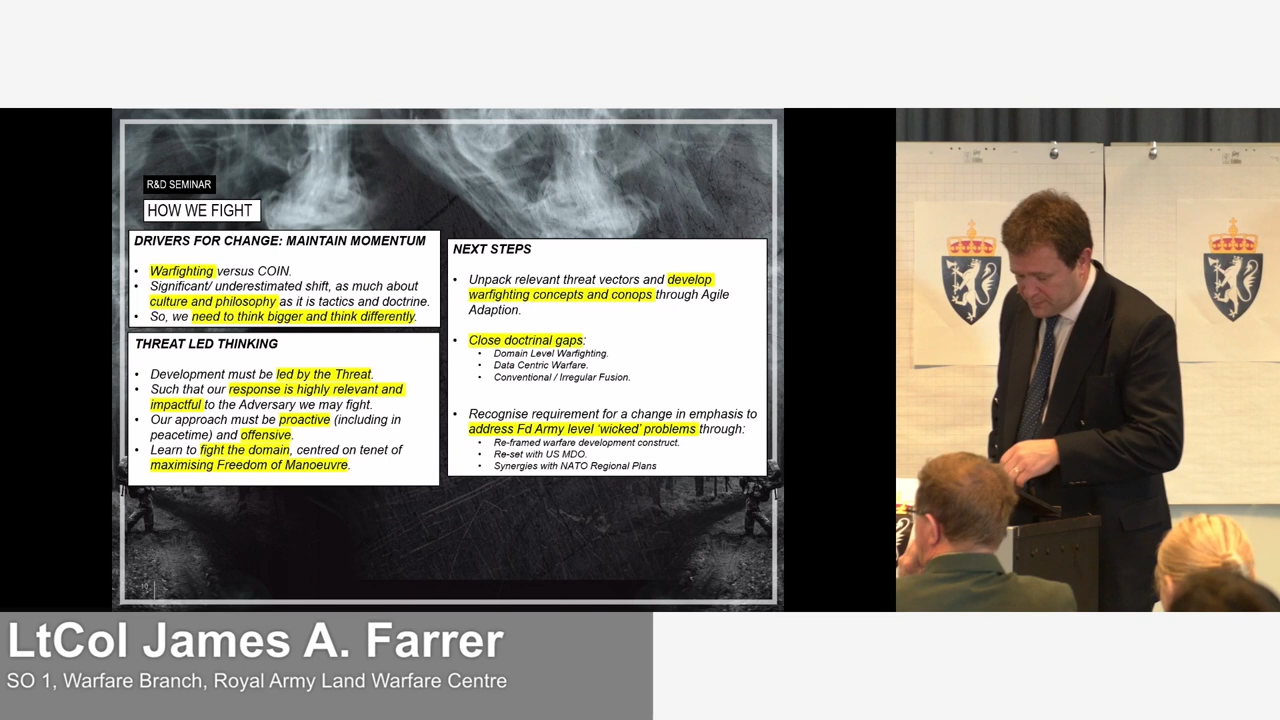 R&D SEMINAR
HOW WE FIGHT
DRIVERS FOR CHANGE: MAINTAIN MOMENTUM
• Warfighting versus COIN.
• Significant/ underestimated shift, as much about
culture and philosophy as it is tactics and doctrine.
• So, we need to think bigger and think differently.
THREAT LED THINKING
• Development must be led by the Threat.
• Such that our response is highly relevant and
impactful to the Adversary we may fight.
• Our approach must be proactive (including in
peacetime) and offensive.
• Learn to fight the domain, centred on tenet of
maximising Freedom of Manoeuvre.
NEXT STEPS
• Unpack relevant threat vectors and develop
warfighting concepts and conops through Agile
Adaption.
• Close doctrinal gaps:
• Domain Level Warfighting.
• Data Centric Warfare.
• Conventional / Irregular Fusion.
• Recognise requirement for a change in emphasis to
address Fd Army level ‘wicked’ problems through:
• Re-framed warfare development construct.
• Re-set with US MDO.
• Synergies with NATO Regional Plans
10
LtCol James A. Farrer
SO 1, Warfare Branch, Royal Army Land Warfare Centre